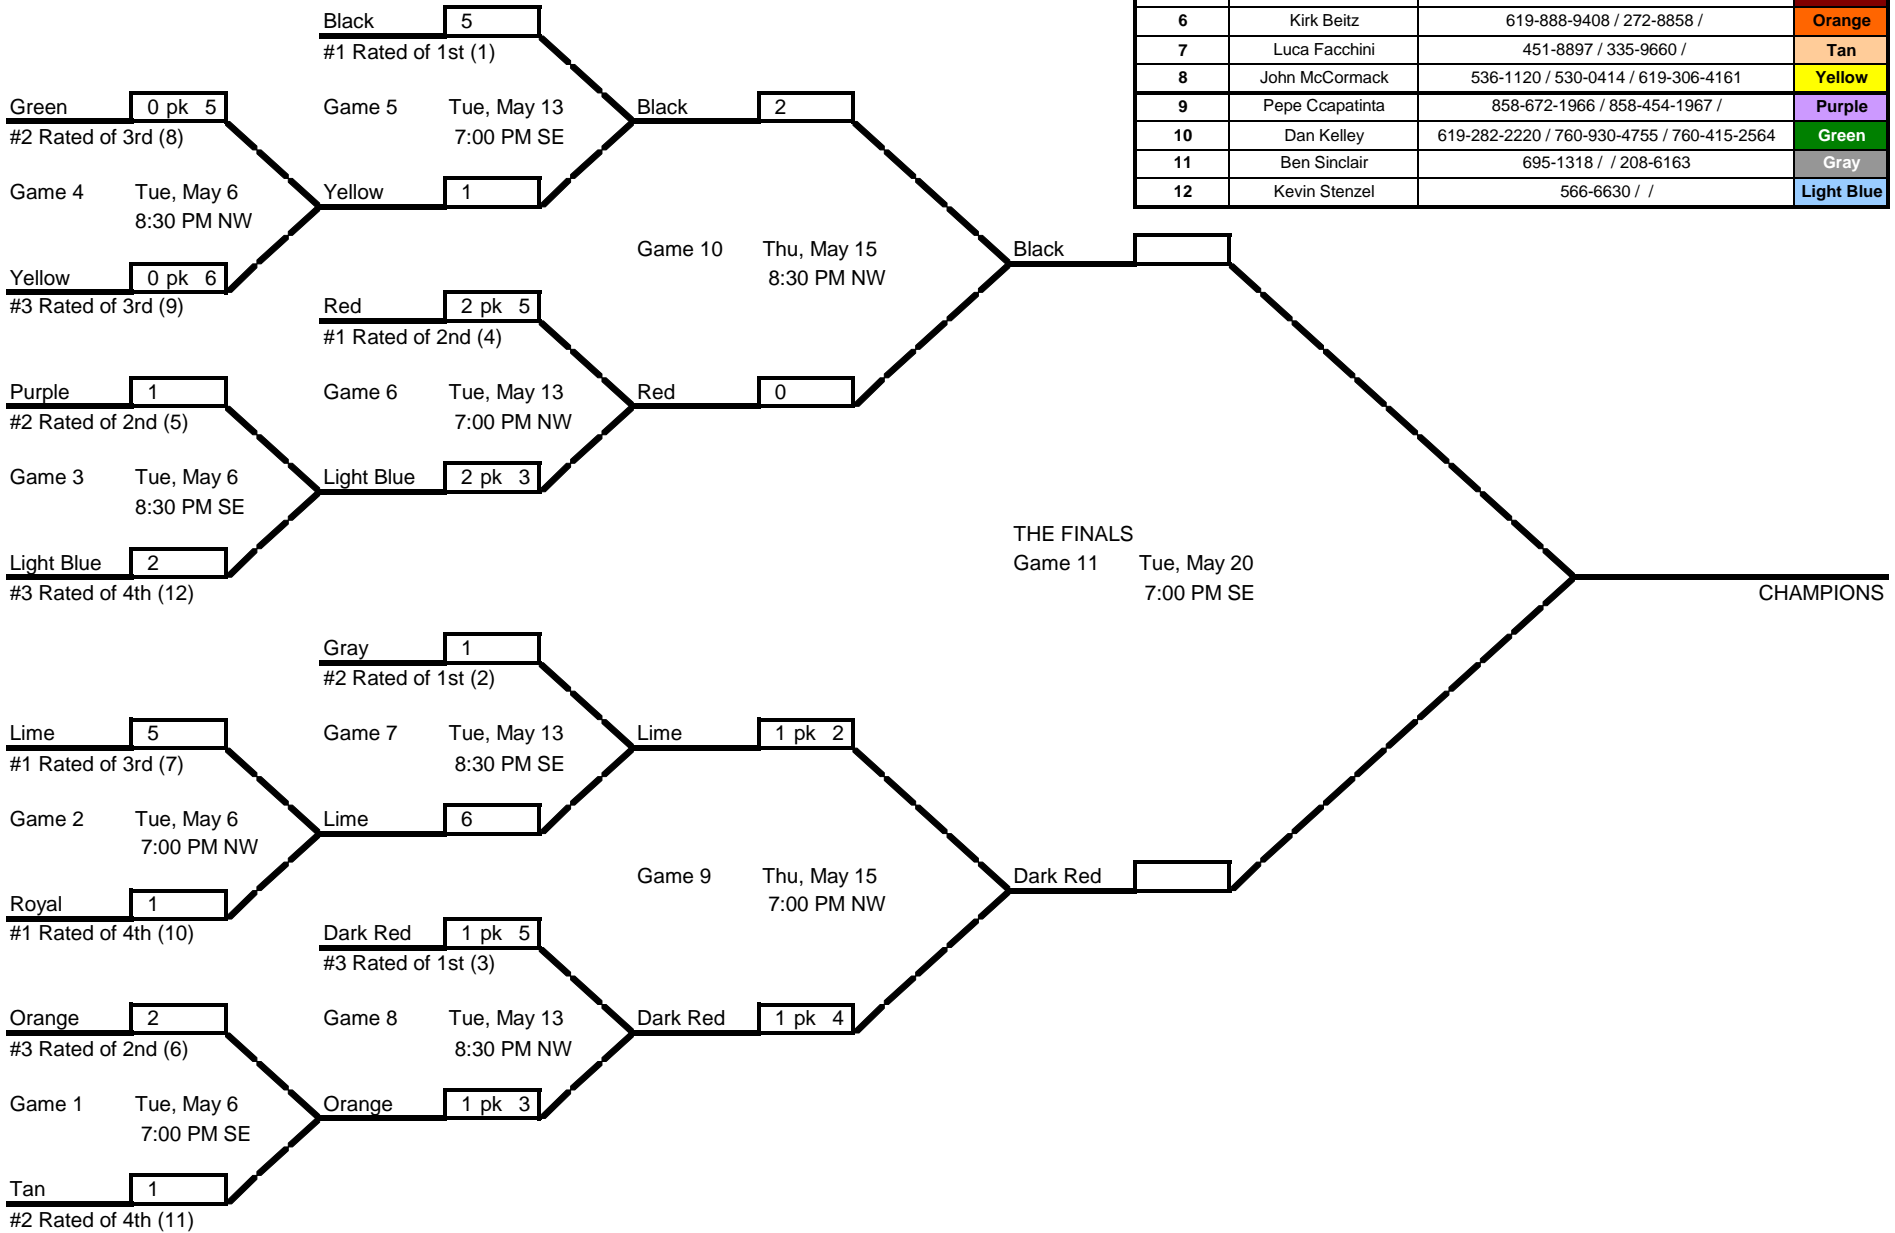 6 Kirk Beitz 619-888-9408 / 272-8858 / Orange
7 Luca Facchini 451-8897 / 335-9660 / Tan
8 John McCormack 536-1120 / 530-0414 / 619-306-4161 Yellow
9 Pepe Ccapatinta 858-672-1966 / 858-454-1967 / Purple
10 Dan Kelley 619-282-2220 / 760-930-4755 / 760-415-2564 Green
11 Ben Sinclair 695-1318 / / 208-6163 Gray
12 Kevin Stenzel 566-6630 / / Light Blue
Black 5
#1 Rated of 1st (1)
Green 0 pk 5
#2 Rated of 3rd (8)
Game 5 Tue, May 13
7:00 PM SE
Black 2
Game 4 Tue, May 6
8:30 PM NW
Yellow 1
Yellow 0 pk 6
#3 Rated of 3rd (9)
Game 10 Thu, May 15
8:30 PM NW
Black
Red 2 pk 5
#1 Rated of 2nd (4)
Purple 1
#2 Rated of 2nd (5)
Game 6 Tue, May 13
7:00 PM NW
Red 0
Game 3 Tue, May 6
8:30 PM SE
Light Blue 2 pk 3
Light Blue 2
#3 Rated of 4th (12)
THE FINALS
Game 11 Tue, May 20
7:00 PM SE
CHAMPIONS
Gray 1
#2 Rated of 1st (2)
Lime 5
#1 Rated of 3rd (7)
Game 7 Tue, May 13
8:30 PM SE
Lime 1 pk 2
Game 2 Tue, May 6
7:00 PM NW
Lime 6
Royal 1
#1 Rated of 4th (10)
Game 9 Thu, May 15
7:00 PM NW
Dark Red
Dark Red 1 pk 5
#3 Rated of 1st (3)
Orange 2
#3 Rated of 2nd (6)
Game 8 Tue, May 13
8:30 PM NW
Dark Red 1 pk 4
Game 1 Tue, May 6
7:00 PM SE
Orange 1 pk 3
Tan 1
#2 Rated of 4th (11)